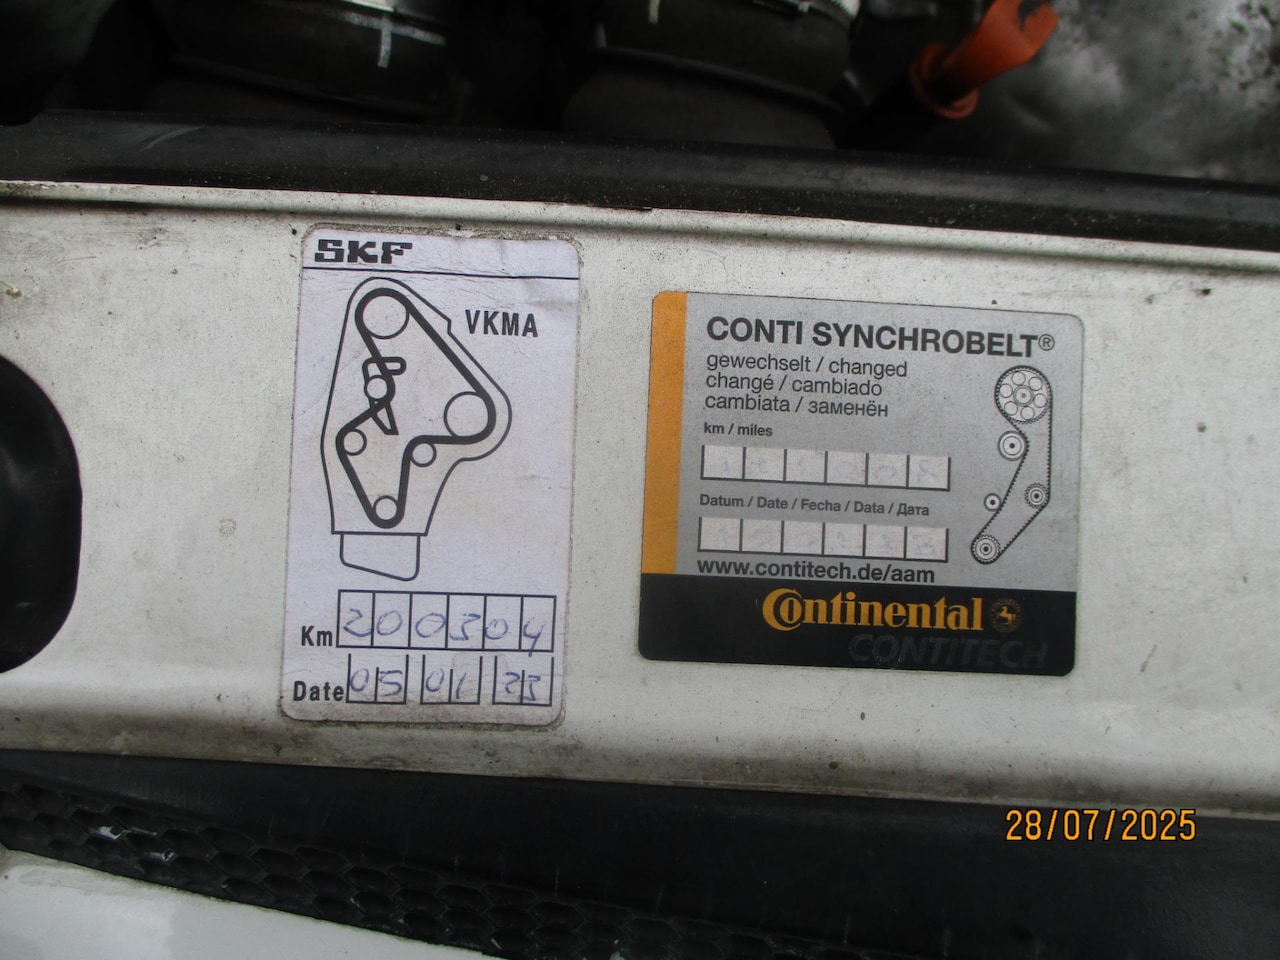 SKF
VKMA
Km 200304
Date 05 01 23
CONTI SYNCHROBELT®
gewechselt / changed
changé / cambiado
cambiata / заменён
km / miles
Datum / Date / Fecha / Data / Дата
www.contitech.de/aam
Continental
CONTITECH
28/07/2025